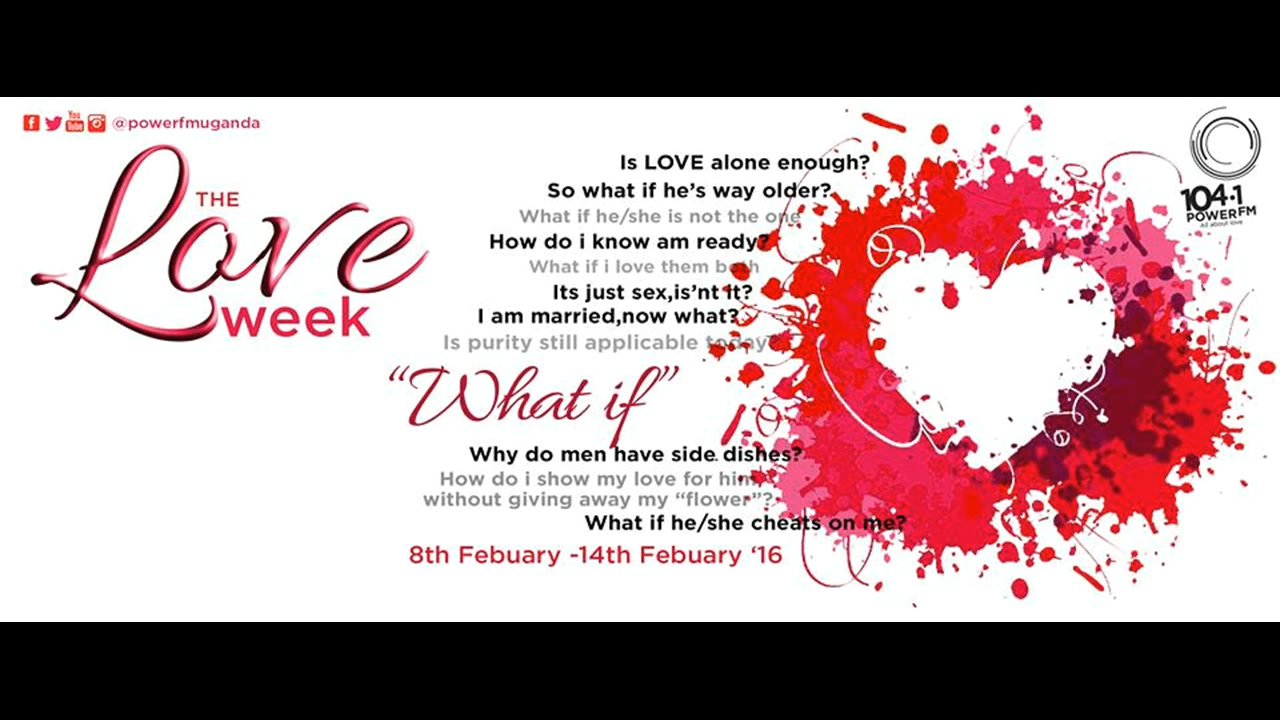 You
Tube
@powerfmuganda
THE
Love
week
Is LOVE alone enough?
So what if he's way older?
What if he/she is not the one
How do i know am ready?
What if i love them both
Its just sex,is'nt it?
I am married,now what?
Is purity still applicable today?
“What if”
Why do men have side dishes?
How do i show my love for him
without giving away my “flower”?
What if he/she cheats on me?
8th Febuary -14th Febuary ‘16
104.1
POWERFM
All about love